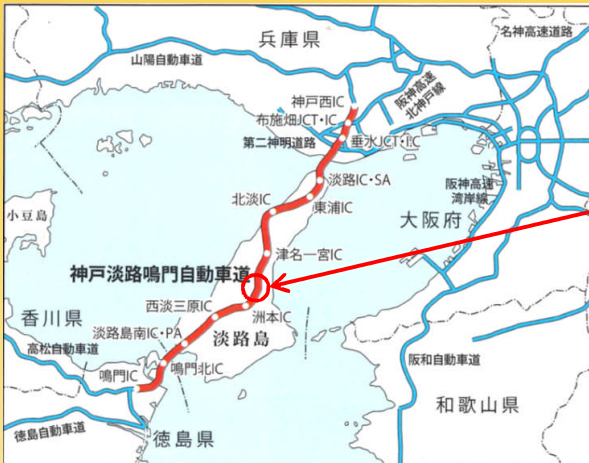 兵庫県
名神高速道路
山陽自動車道
神戸西IC
阪神高速
北神戸線
布施畑JCT・IC
第二神明道路
垂水JCT・I.C
淡路IC・SA
阪神高速
湾岸線
東浦IC
北淡IC
小豆島
大阪府
津名一宮IC
神戸淡路鳴門自動車道
西淡三原IC
洲本IC
香川県
淡路島南IC・PA
淡路島
高松自動車道
鳴門北IC
阪和自動車道
鳴門IC
和歌山県
徳島自動車道
徳島県